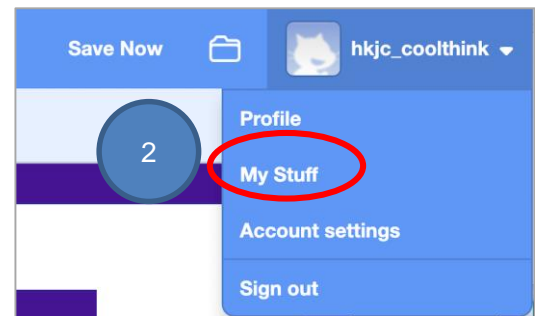 Save Now hkjc_coolthink
Profile
2
My Stuff
Account settings
Sign out